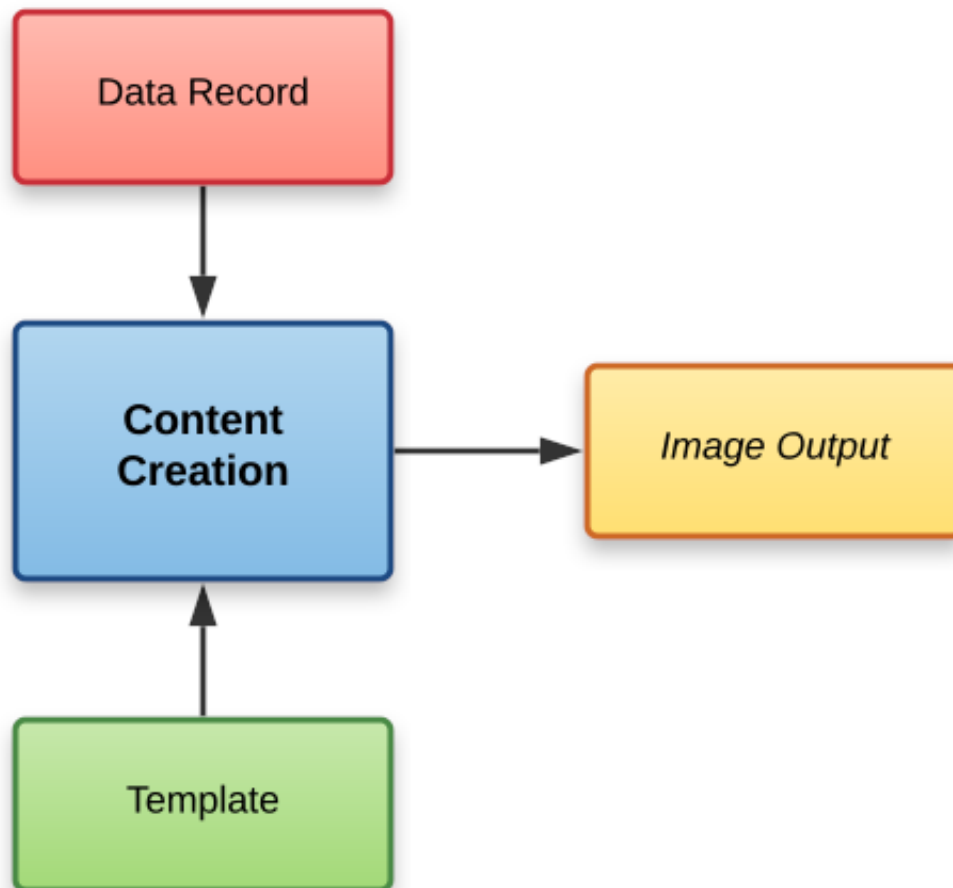 Data Record
Content
Creation
Image Output
Template